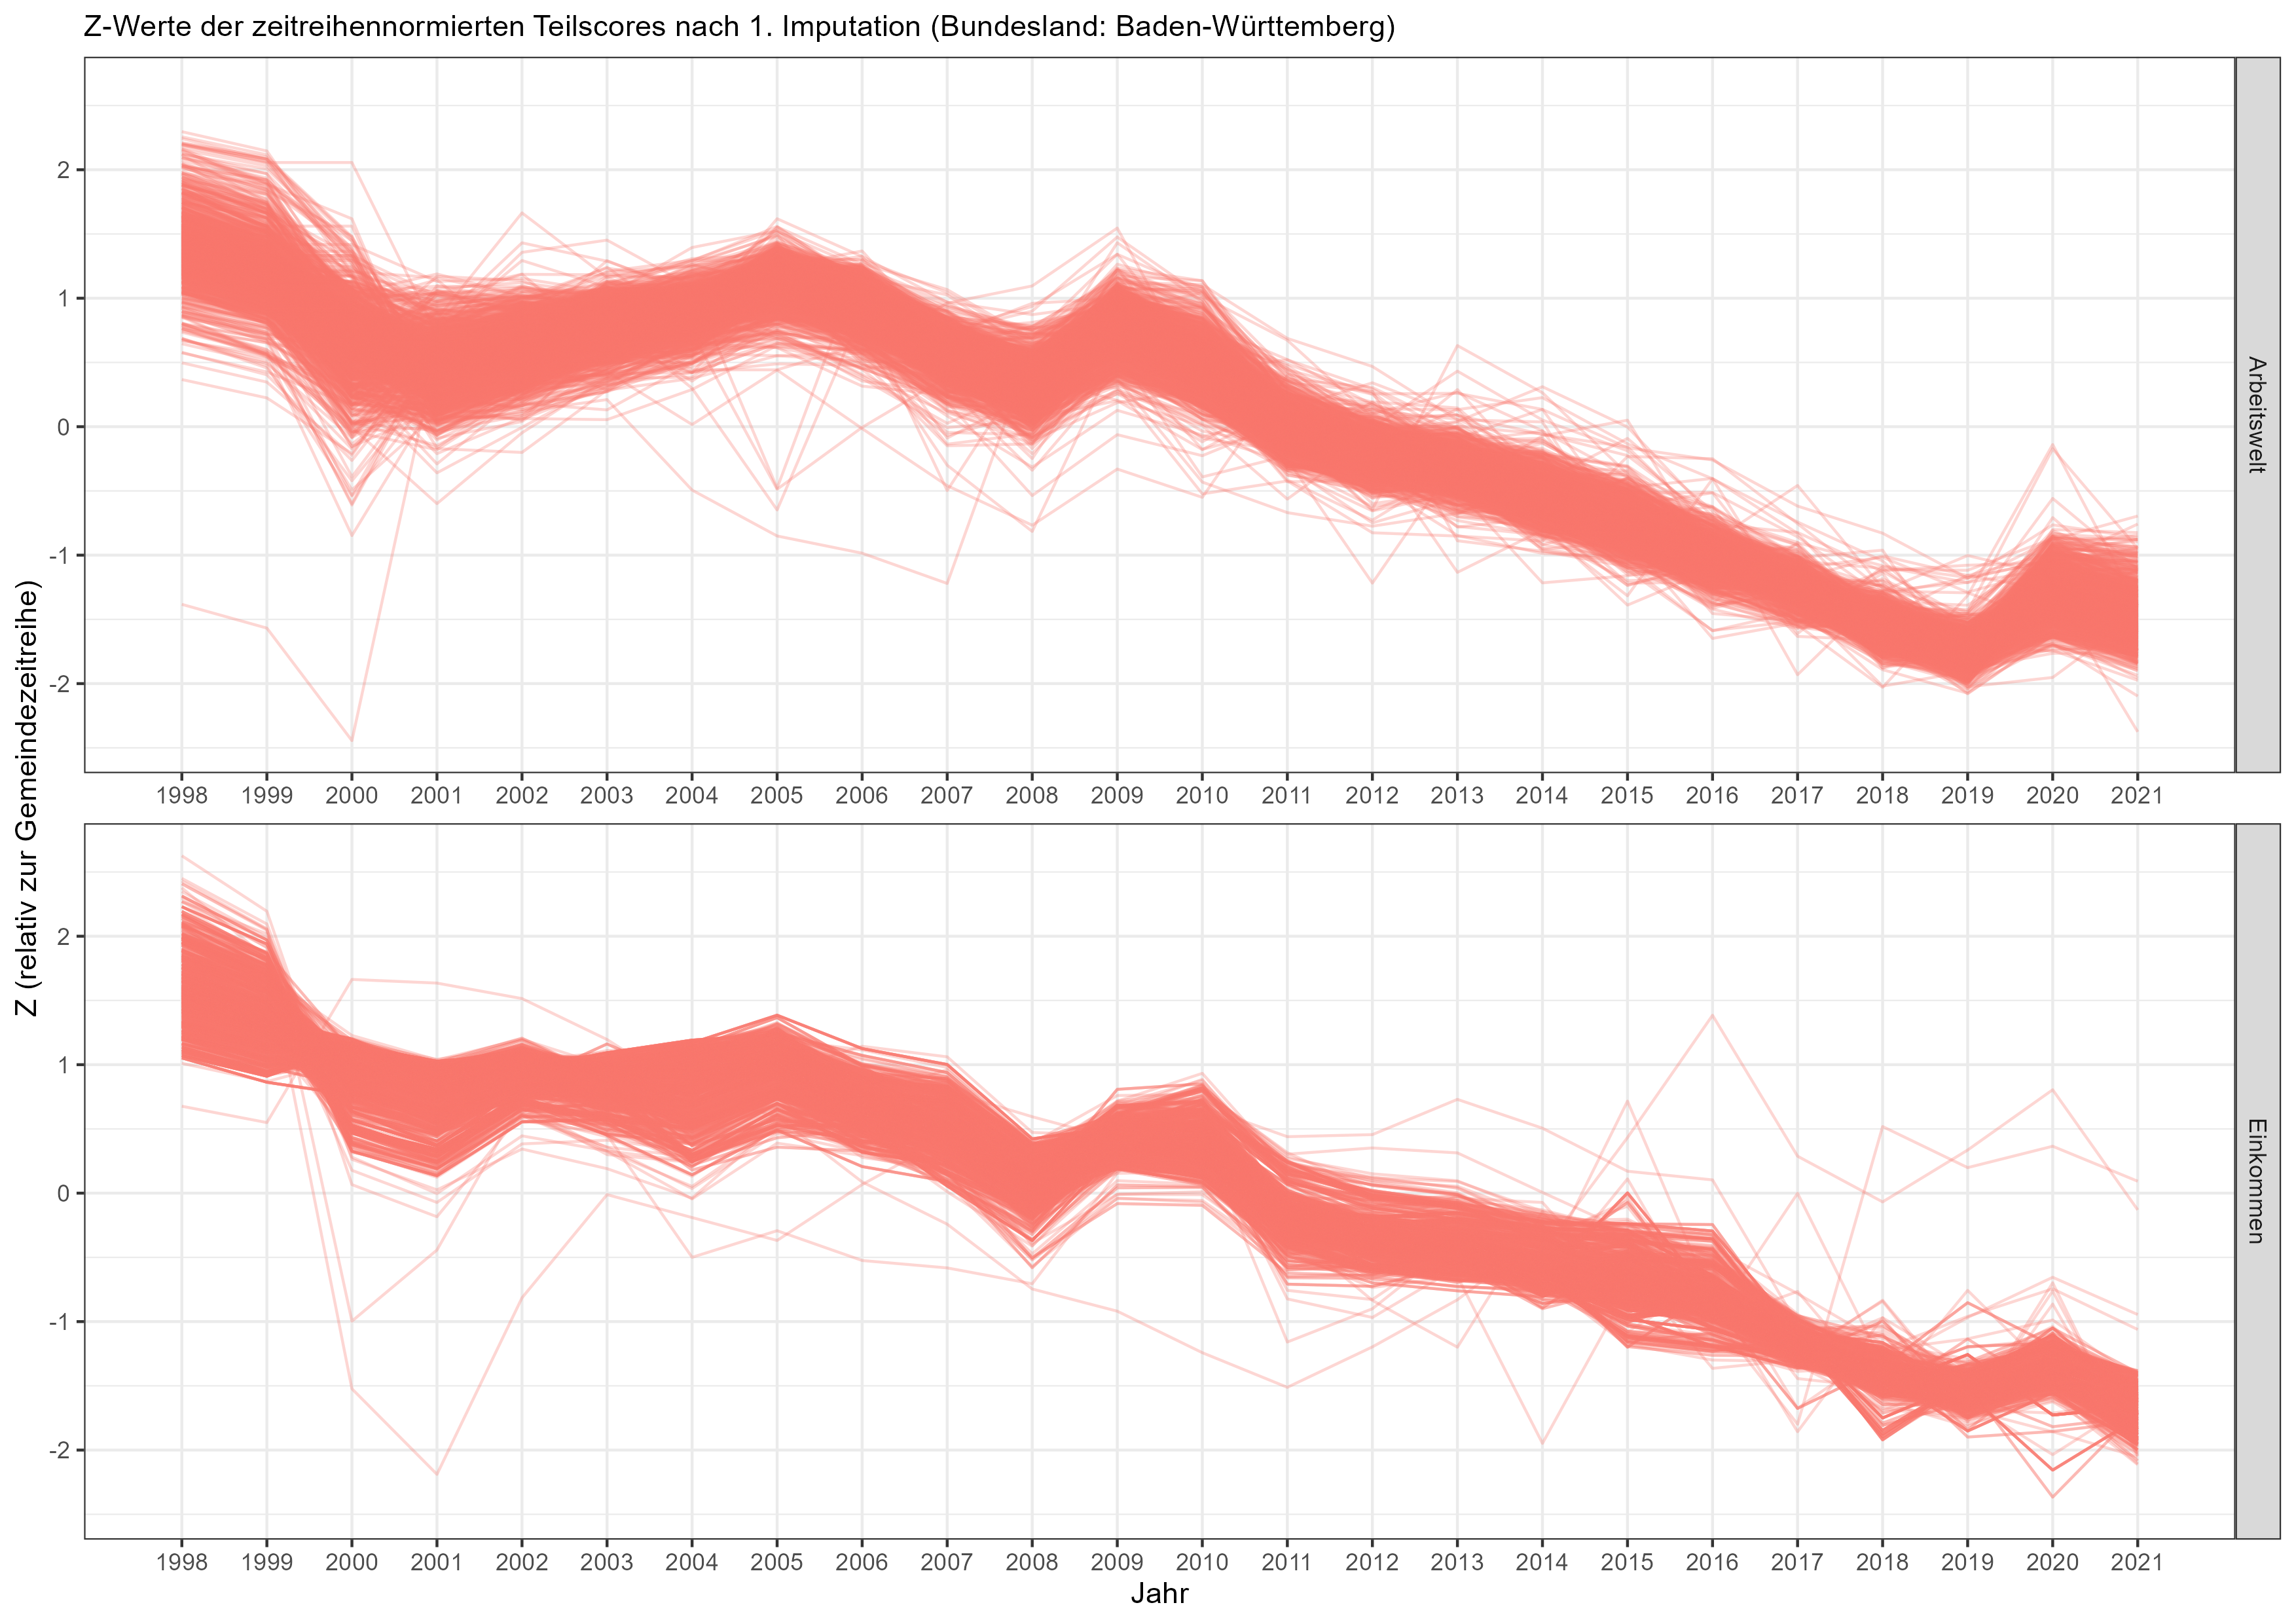 Z-Werte der zeitreihennormierten Teilscores nach 1. Imputation (Bundesland: Baden-Württemberg)
Z (relativ zur Gemeindezeitreihe)
2
1
0
-1
-2
Arbeitswelt
1998 1999 2000 2001 2002 2003 2004 2005 2006 2007 2008 2009 2010 2011 2012 2013 2014 2015 2016 2017 2018 2019 2020 2021
2
1
0
-1
-2
Einkommen
1998 1999 2000 2001 2002 2003 2004 2005 2006 2007 2008 2009 2010 2011 2012 2013 2014 2015 2016 2017 2018 2019 2020 2021
Jahr